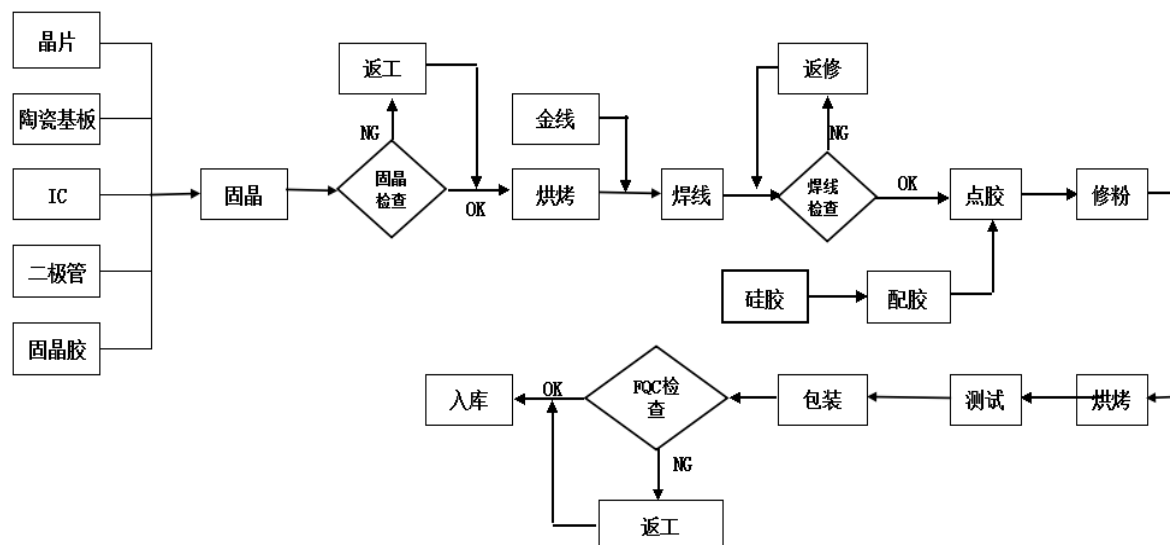 晶片
陶瓷基板
IC
二极管
固晶胶
固晶
返工
NG
固晶
检查
OK
金线
烘烤
焊线
返修
NG
焊线
检查
OK
点胶
修粉
硅胶
配胶
烘烤
测试
包装
FQC检
查
OK
入库
NG
返工